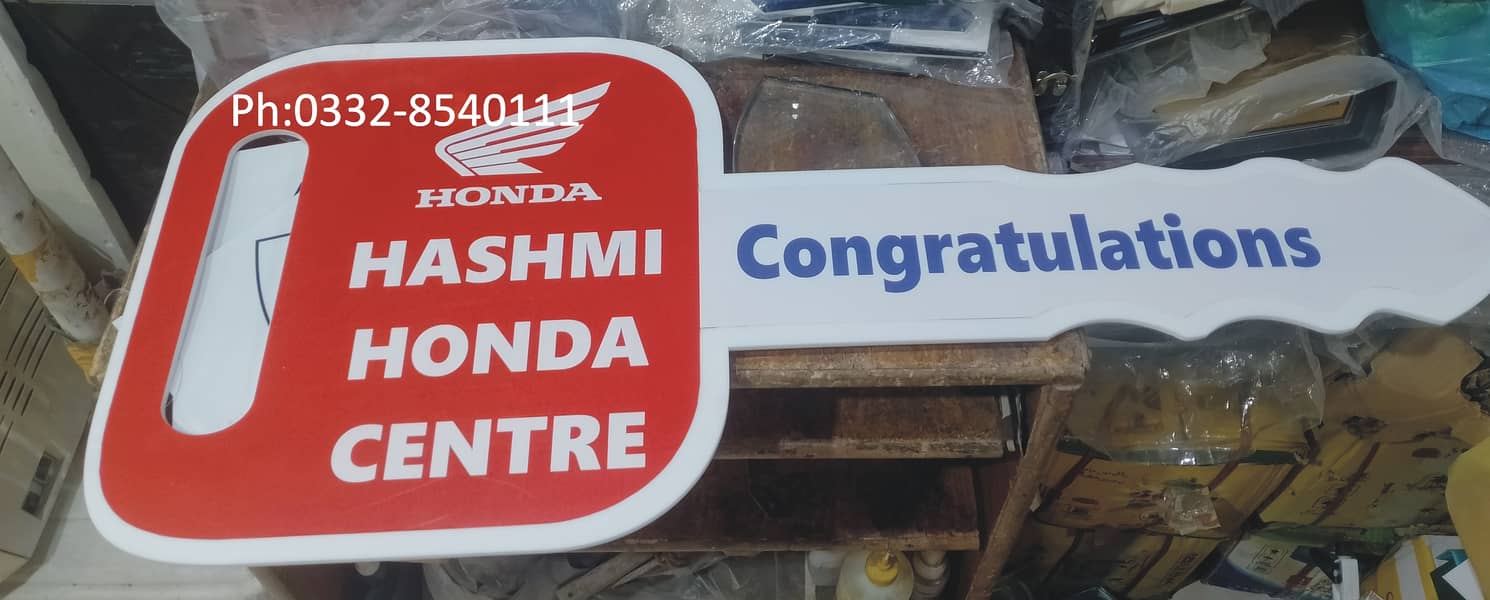 Ph:0332-8540111
HONDA
HASHMI
HONDA
CENTRE
Congratulations